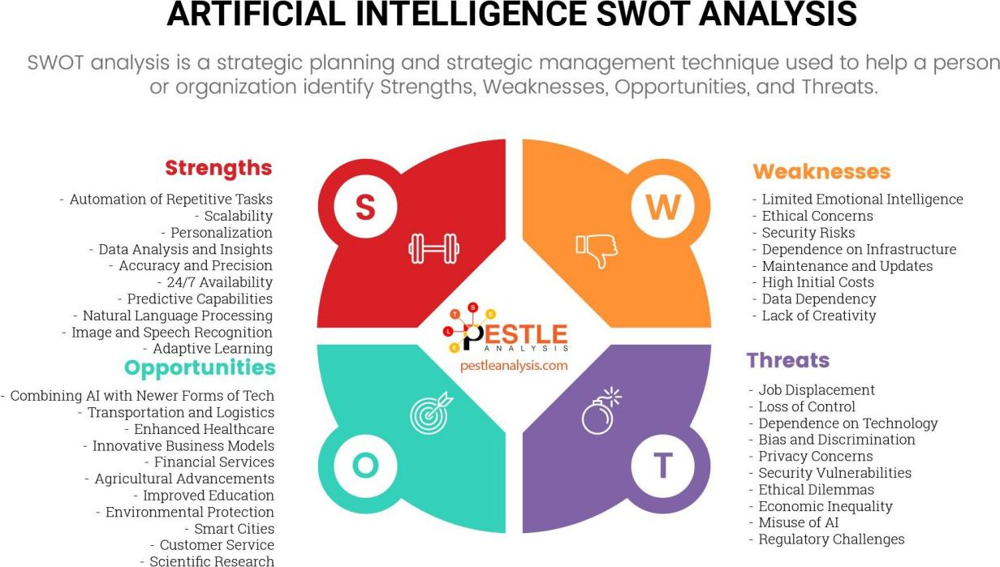 ARTIFICIAL INTELLIGENCE SWOT ANALYSIS
SWOT analysis is a strategic planning and strategic management technique used to help a person
or organization identify Strengths, Weaknesses, Opportunities, and Threats.
Strengths
- Automation of Repetitive Tasks
- Scalability
- Personalization
- Data Analysis and Insights
- Accuracy and Precision
- 24/7 Availability
- Predictive Capabilities
- Natural Language Processing
- Image and Speech Recognition
- Adaptive Learning
S
W
Weaknesses
- Limited Emotional Intelligence
- Ethical Concerns
- Security Risks
- Dependence on Infrastructure
- Maintenance and Updates
- High Initial Costs
- Data Dependency
- Lack of Creativity
S
T
E
L
E
PESTLE
ANALYSIS
pestleanalysis.com
Opportunities
- Combining AI with Newer Forms of Tech
- Transportation and Logistics
- Enhanced Healthcare
- Innovative Business Models
- Financial Services
- Agricultural Advancements
- Improved Education
- Environmental Protection
- Smart Cities
- Customer Service
- Scientific Research
O
T
Threats
- Job Displacement
- Loss of Control
- Dependence on Technology
- Bias and Discrimination
- Privacy Concerns
- Security Vulnerabilities
- Ethical Dilemmas
- Economic Inequality
- Misuse of AI
- Regulatory Challenges